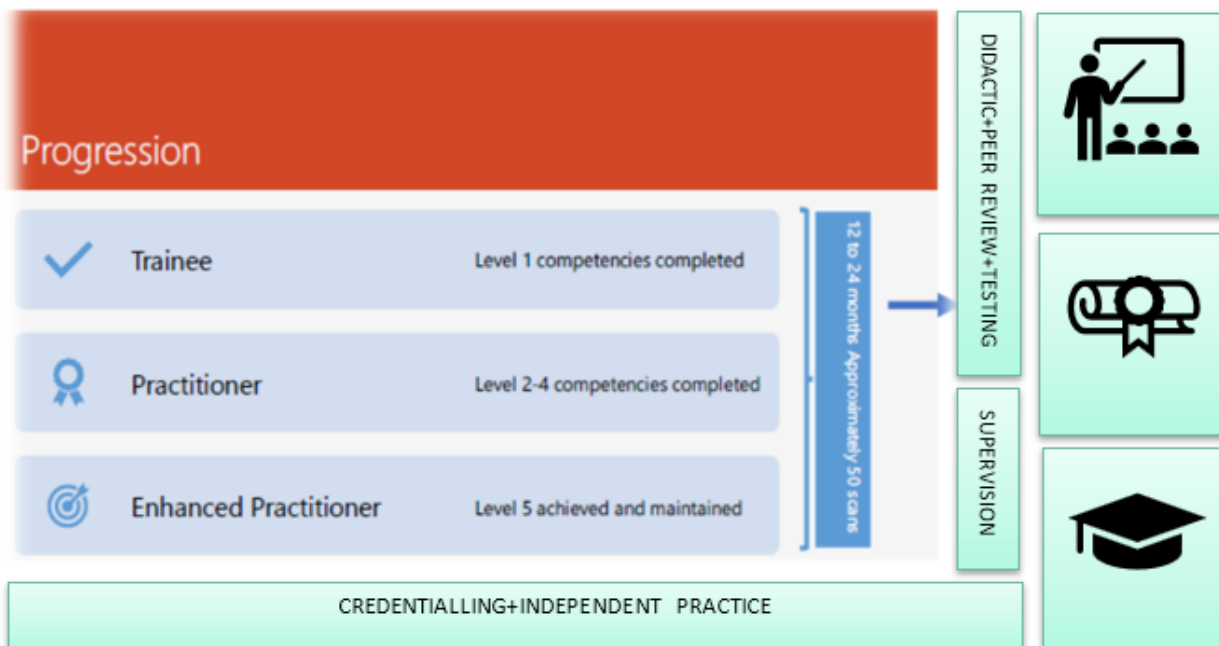 Progression
Trainee
Level 1 competencies completed
Practitioner
Level 2-4 competencies completed
Enhanced Practitioner
Level 5 achieved and maintained
12 to 24 months Approximately 50 scans
DIDACTIC+PEER REVIEW+TESTING
SUPERVISION
CREDENTIALLING+INDEPENDENT PRACTICE